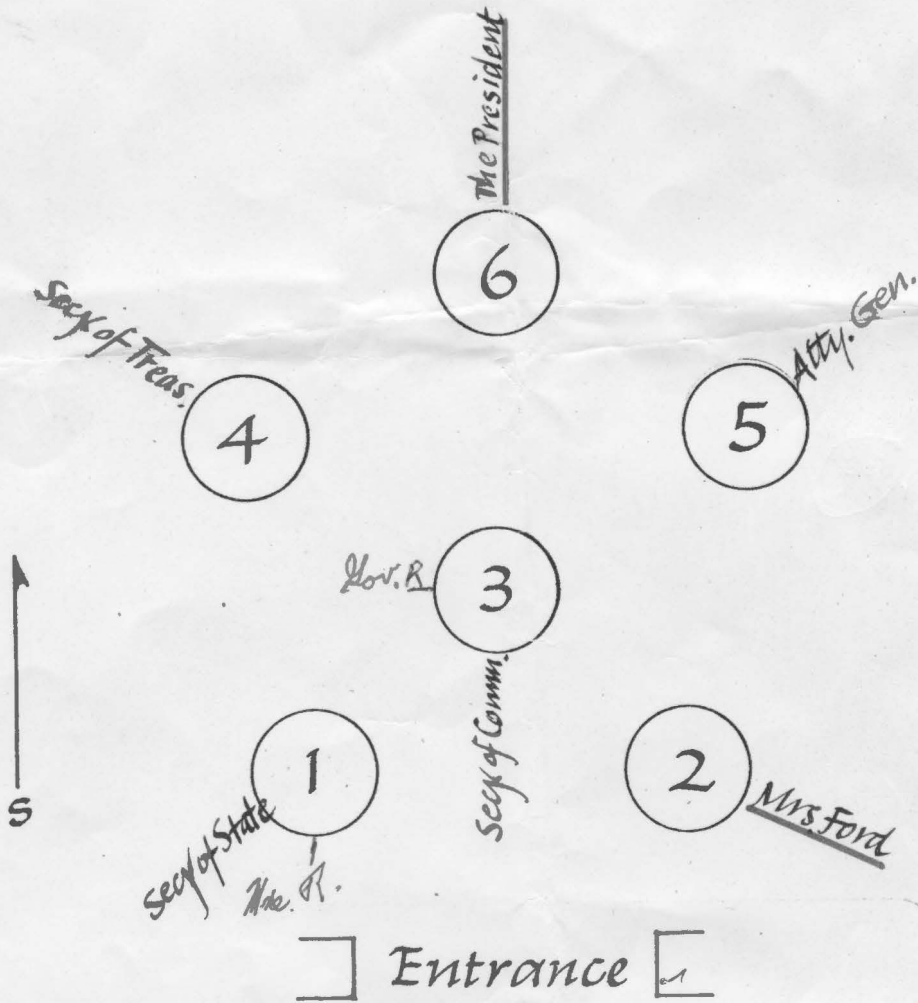 The President
6
Secy of Treas.
Atty. Gen.
4
5
Gov. R
3
Secy of Comm.
1
2
Secy of State
Mrs. Ford
R.
S
Entrance